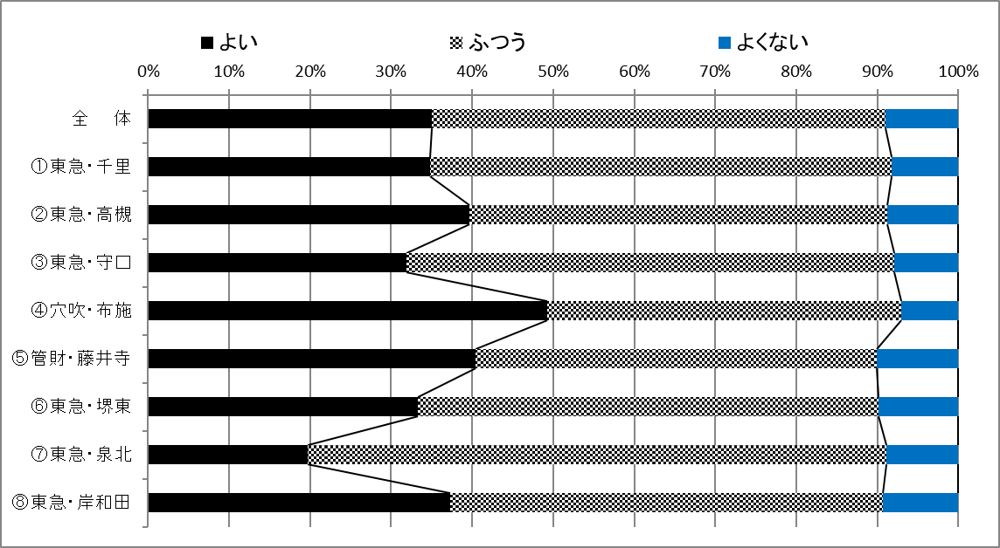 よい ふつう よくない
0% 10% 20% 30% 40% 50% 60% 70% 80% 90% 100%
全　体
①東急・千里
②東急・高槻
③東急・守口
④穴吹・布施
⑤管財・藤井寺
⑥東急・堺東
⑦東急・泉北
⑧東急・岸和田